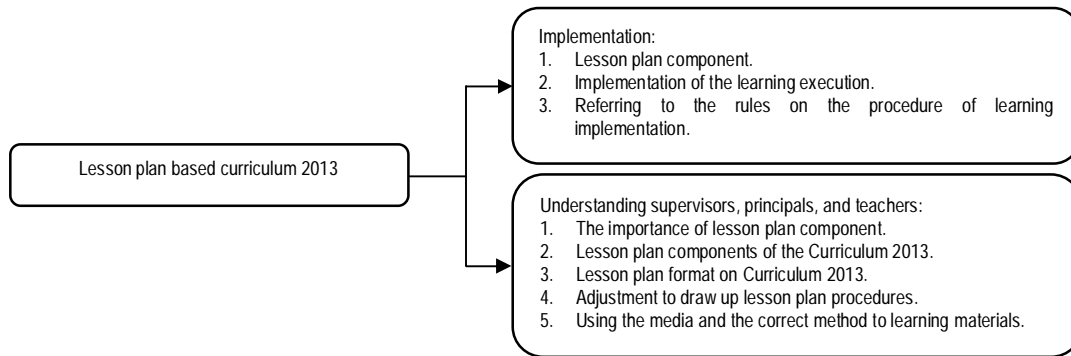 Implementation:
1. Lesson plan component.
2. Implementation of the learning execution.
3. Referring to the rules on the procedure of learning
implementation.
Lesson plan based curriculum 2013
Understanding supervisors, principals, and teachers:
1. The importance of lesson plan component.
2. Lesson plan components of the Curriculum 2013.
3. Lesson plan format on Curriculum 2013.
4. Adjustment to draw up lesson plan procedures.
5. Using the media and the correct method to learning materials.